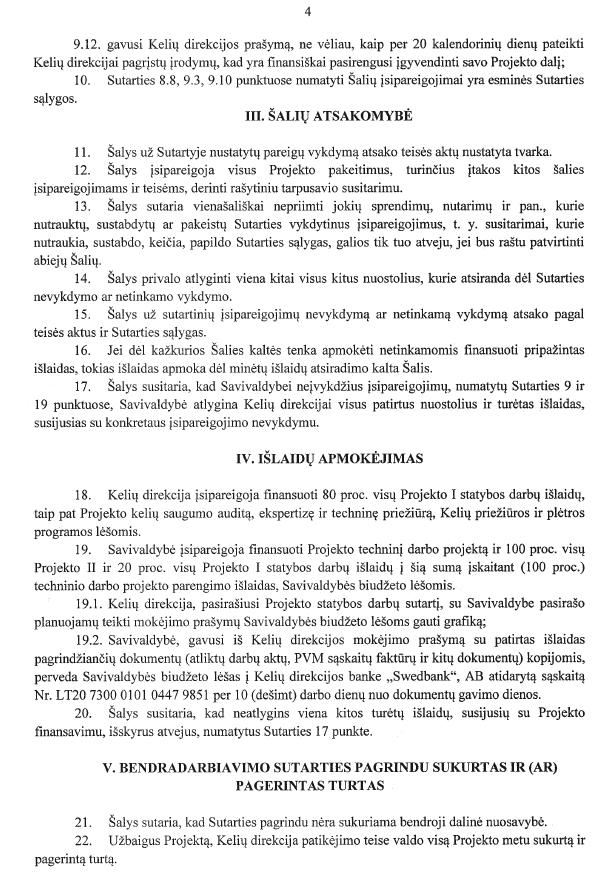 4
9.12. gavusi Kelių direkcijos prašymą, ne vėliau, kaip per 20 kalendorinių dienų pateikti
Kelių direkcijai pagrįstų įrodymų, kad yra finansiškai pasirengusi įgyvendinti savo Projekto dalį;
10. Sutarties 8.8, 9.3, 9.10 punktuose numatyti Šalių įsipareigojimai yra esminės Sutarties
sąlygos.
III. ŠALIŲ ATSAKOMYBĖ
11. Šalys už Sutartyje nustatytų pareigų vykdymą atsako teisės aktų nustatyta tvarka.
12. Šalys įsipareigoja visus Projekto pakeitimus, turinčius įtakos kitos šalies
įsipareigojimams ir teisėms, derinti rašytiniu tarpusavio susitarimu.
13. Šalys sutaria vienašališkai nepriimti jokių sprendimų, nutarimų ir pan., kurie
nutrauktų, sustabdytų ar pakeistų Sutarties vykdytinus įsipareigojimus, t. y. susitarimai, kurie
nutraukia, sustabdo, keičia, papildo Sutarties sąlygas, galios tik tuo atveju, jei bus raštu patvirtinti
abiejų Šalių.
14. Šalys privalo atlyginti viena kitai visus kitus nuostolius, kurie atsiranda dėl Sutarties
nevykdymo ar netinkamo vykdymo.
15. Šalys už sutartinių įsipareigojimų nevykdymą ar netinkamą vykdymą atsako pagal
teisės aktus ir Sutarties sąlygas.
16. Jei dėl kažkurios Šalies kaltės tenka apmokėti netinkamomis finansuoti pripažintas
išlaidas, tokias išlaidas apmoka dėl minėtų išlaidų atsiradimo kalta Šalis.
17. Šalys susitaria, kad Savivaldybei neįvykdžius įsipareigojimų, numatytų Sutarties 9 ir
19 punktuose, Savivaldybė atlygina Kelių direkcijai visus patirtus nuostolius ir turėtas išlaidas,
susijusias su konkretaus įsipareigojimo nevykdymu.
IV. IŠLAIDŲ APMOKĖJIMAS
18. Kelių direkcija įsipareigoja finansuoti 80 proc. visų Projekto I statybos darbų išlaidų,
taip pat Projekto kelių saugumo auditą, ekspertizę ir techninę priežiūrą, Kelių priežiūros ir plėtros
programos lėšomis.
19. Savivaldybė įsipareigoja finansuoti Projekto techninį darbo projektą ir 100 proc. visų
Projekto II ir 20 proc. visų Projekto I statybos darbų išlaidų į šią sumą įskaitant (100 proc.)
techninio darbo projekto parengimo išlaidas, Savivaldybės biudžeto lėšomis.
19.1. Kelių direkcija, pasirašiusi Projekto statybos darbų sutartį, su Savivaldybe pasirašo
planuojamų teikti mokėjimo prašymų Savivaldybės biudžeto lėšoms gauti grafiką;
19.2. Savivaldybė, gavusi iš Kelių direkcijos mokėjimo prašymą su patirtas išlaidas
pagrindžiančių dokumentų (atliktų darbų aktų, PVM sąskaitų faktūrų ir kitų dokumentų) kopijomis,
perveda Savivaldybės biudžeto lėšas į Kelių direkcijos banke „Swedbank“, AB atidarytą sąskaitą
Nr. LT20 7300 0101 0447 9851 per 10 (dešimt) darbo dienų nuo dokumentų gavimo dienos.
20. Šalys susitaria, kad neatlygins viena kitos turėtų išlaidų, susijusių su Projekto
finansavimu, išskyrus atvejus, numatytus Sutarties 17 punkte.
V. BENDRADARBIAVIMO SUTARTIES PAGRINDU SUKURTAS IR (AR)
PAGERINTAS TURTAS
21. Šalys sutaria, kad Sutarties pagrindu nėra sukuriama bendroji dalinė nuosavybė.
22. Užbaigus Projektą, Kelių direkcija patikėjimo teise valdo visą Projekto metu sukurtą ir
pagerintą turtą.